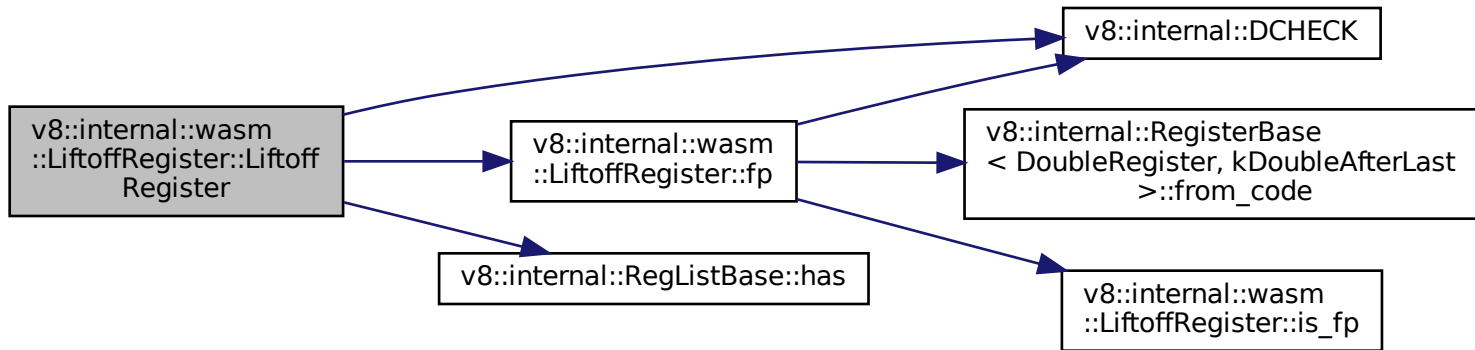 v8::internal::wasm
::LiftoffRegister::Liftoff
Register
v8::internal::wasm
::LiftoffRegister::fp
v8::internal::RegListBase::has
v8::internal::DCHECK
v8::internal::RegisterBase
< DoubleRegister, kDoubleAfterLast
>::from_code
v8::internal::wasm
::LiftoffRegister::is_fp